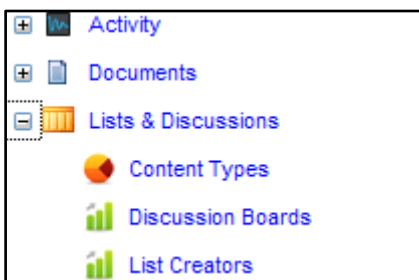 Activity
Documents
Lists & Discussions
Content Types
Discussion Boards
List Creators